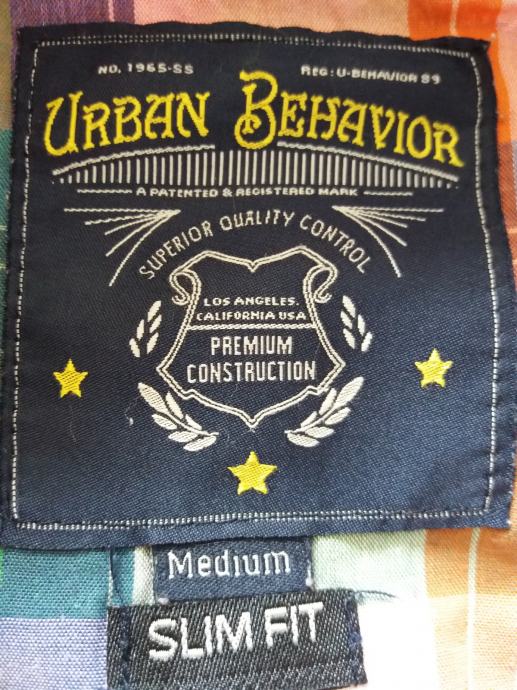 NO. 1965-SS REG: U-BEHAVIOR 89
URBAN BEHAVIOR
A PATENTED & REGISTERED MARK
SUPERIOR QUALITY CONTROL
LOS ANGELES.
CALIFORNIA USA
PREMIUM
CONSTRUCTION
Medium
SLIM FIT